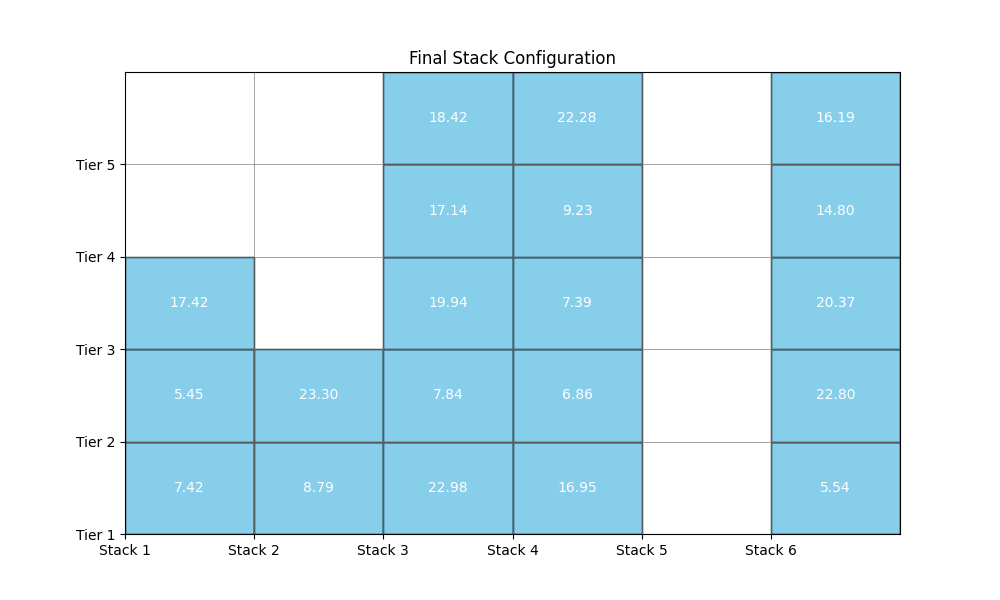 Final Stack Configuration
18.42 22.28 16.19
Tier 5
17.14 9.23 14.80
Tier 4
17.42 19.94 7.39 20.37
Tier 3
5.45 23.30 7.84 6.86 22.80
Tier 2
7.42 8.79 22.98 16.95 5.54
Tier 1
Stack 1 Stack 2 Stack 3 Stack 4 Stack 5 Stack 6